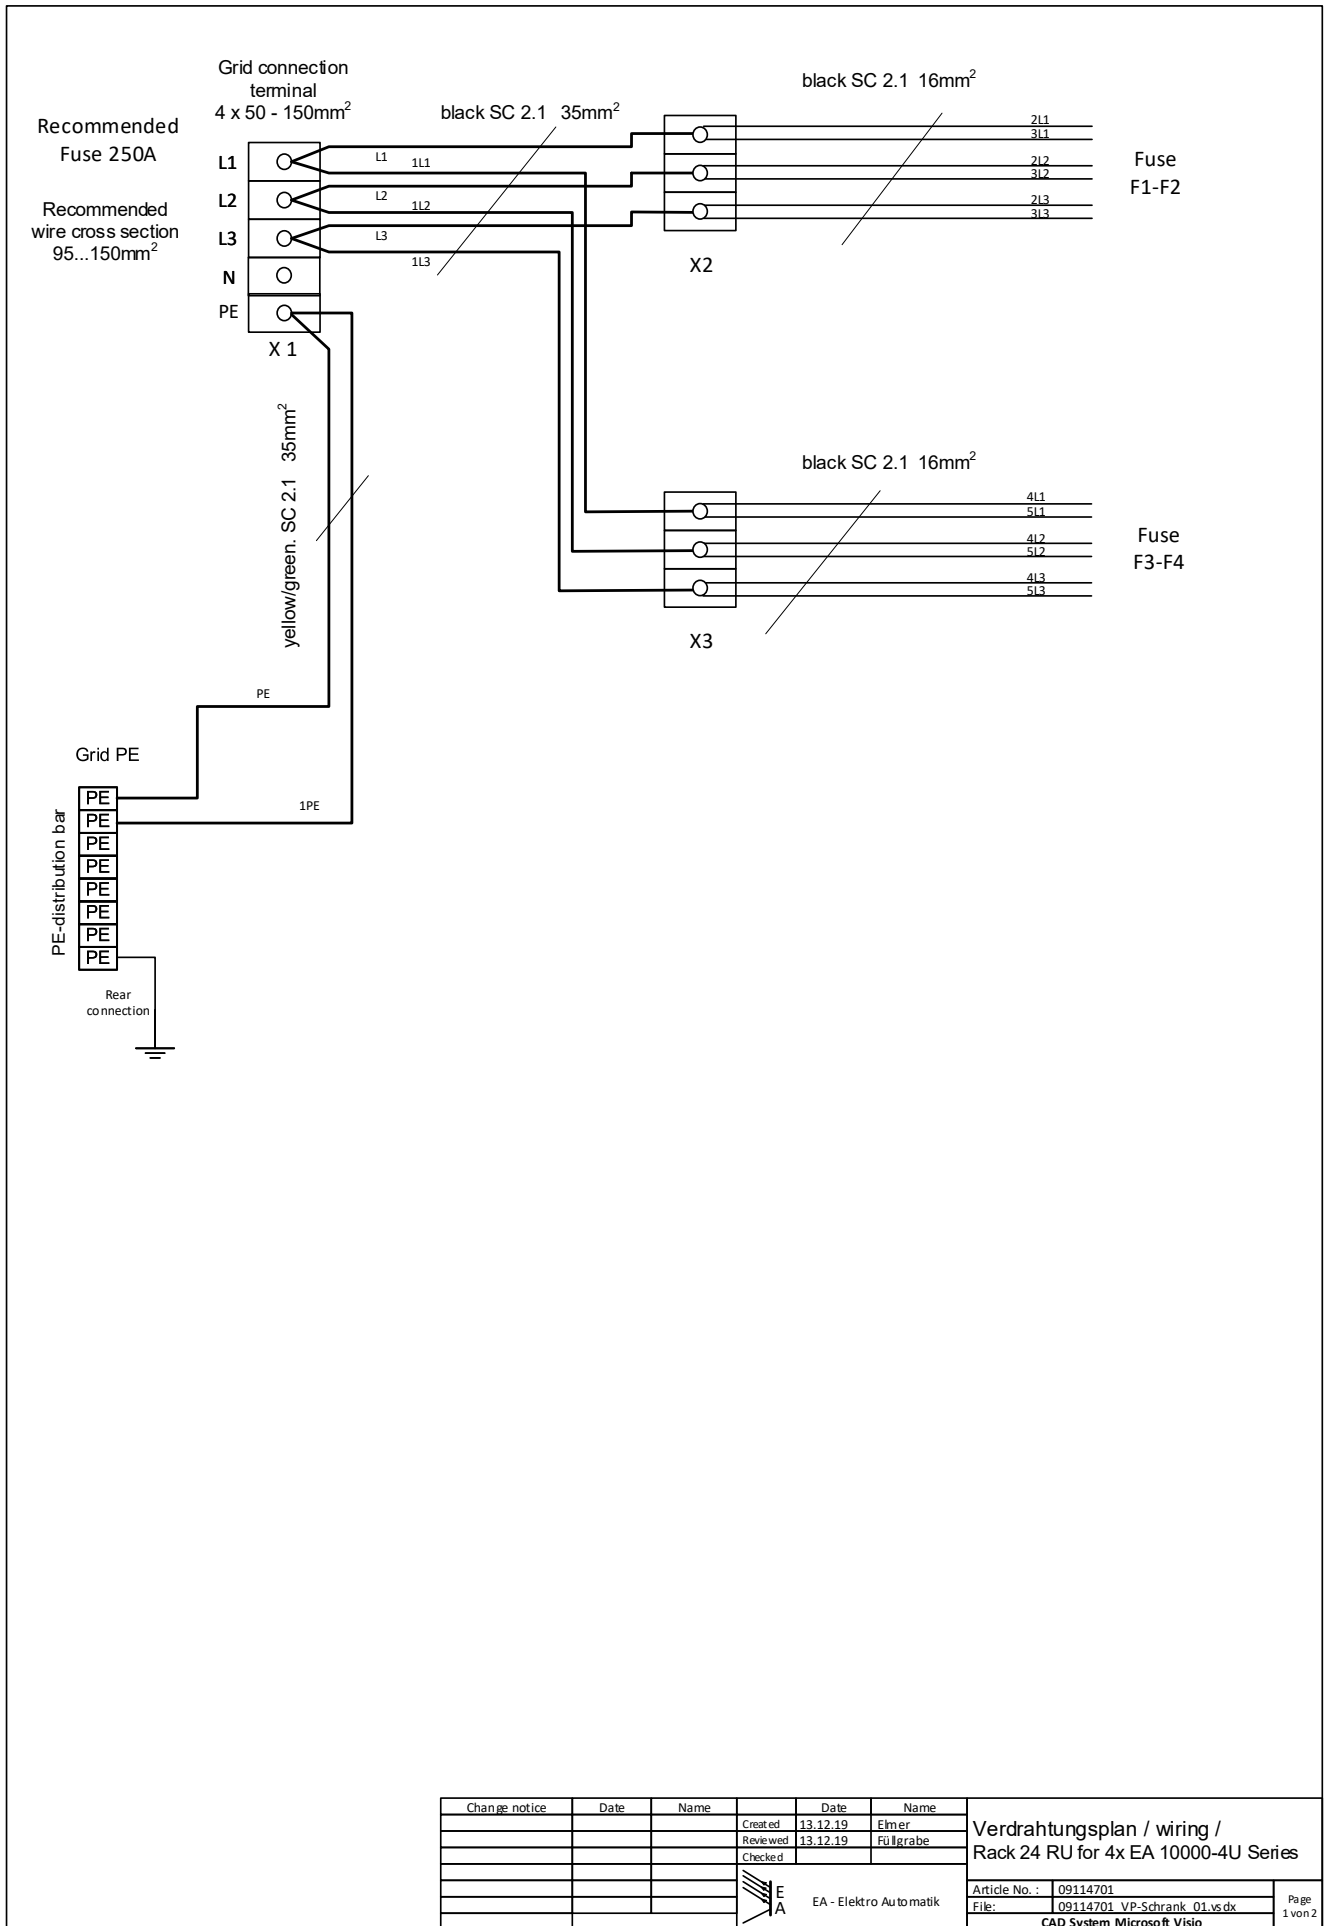 Grid connection
terminal
4 x 50 - 150mm²
Recommended
Fuse 250A
Recommended
wire cross section
95...150mm²
L1
L2
L3
N
PE
X 1
black SC 2.1 35mm²
L1
1L1
L2
1L2
L3
1L3
black SC 2.1 16mm²
2L1
3L1
2L2
3L2
2L3
3L3
Fuse
F1-F2
X2
yellow/green. SC 2.1 35mm²
black SC 2.1 16mm²
4L1
5L1
4L2
5L2
4L3
5L3
Fuse
F3-F4
X3
PE
Grid PE
1PE
PE-distribution bar
PE
PE
PE
PE
PE
PE
PE
PE
Rear
connection
Change notice Date Name Date Name
Created 13.12.19 Elmer
Reviewed 13.12.19 Füllgrabe
Checked
Verdrahtungsplan / wiring /
Rack 24 RU for 4x EA 10000-4U Series
E
A
EA - Elektro Automatik
Article No. : 09114701
File: 09114701_VP-Schrank_01.vsdx
Page
1 von 2
CAD System Microsoft Visio